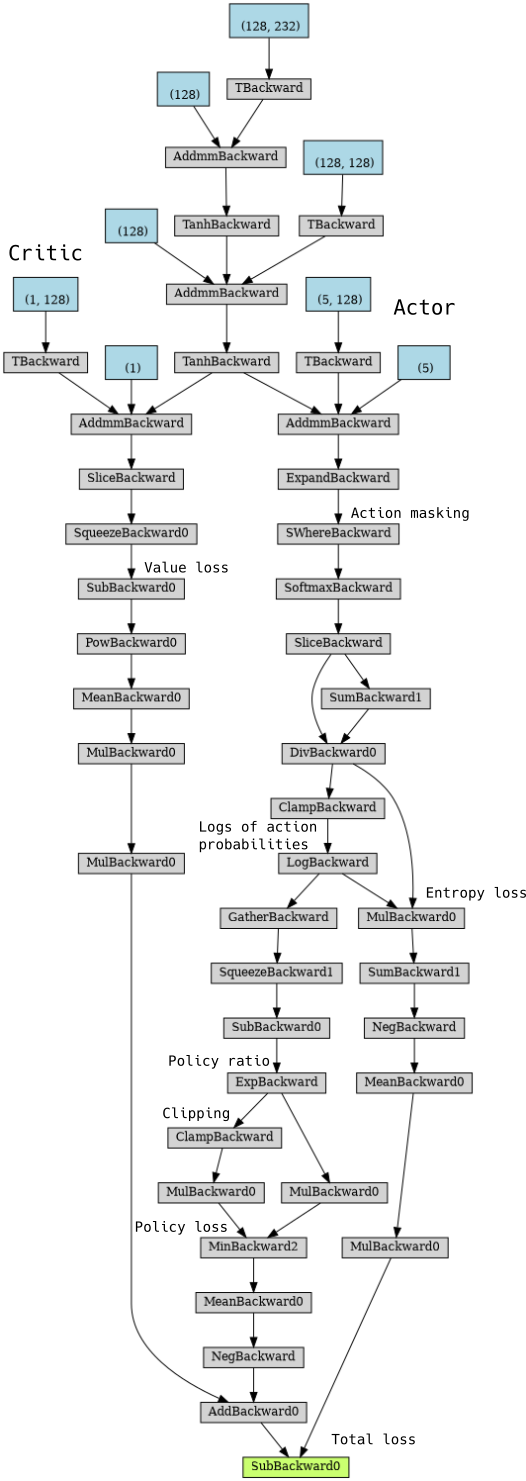 (128, 232)
TBackward
(128)
AddmmBackward
(128, 128)
TanhBackward
TBackward
(128)
Critic
AddmmBackward
(1, 128)
(5, 128)
Actor
TBackward
(1)
TanhBackward
TBackward
(5)
AddmmBackward
AddmmBackward
SliceBackward
ExpandBackward
Action masking
SqueezeBackward0
SWhereBackward
Value loss
SubBackward0
SoftmaxBackward
PowBackward0
SliceBackward
MeanBackward0
SumBackward1
MulBackward0
DivBackward0
ClampBackward
Logs of action
probabilities
MulBackward0
LogBackward
Entropy loss
GatherBackward
MulBackward0
SqueezeBackward1
SumBackward1
SubBackward0
NegBackward
Policy ratio
ExpBackward
MeanBackward0
Clipping
ClampBackward
MulBackward0
MulBackward0
Policy loss
MinBackward2
MulBackward0
MeanBackward0
NegBackward
AddBackward0
Total loss
SubBackward0